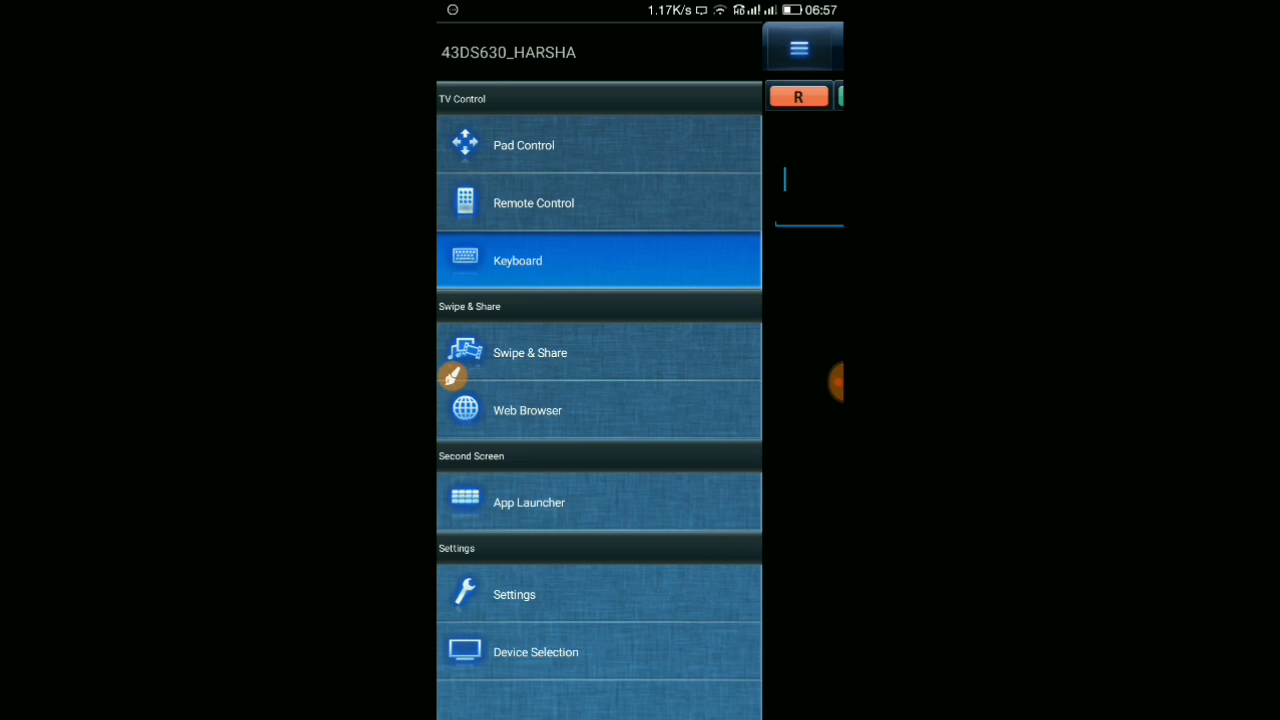 1.17K/s 06:57
43DS630_HARSHA
R
TV Control
Pad Control
Remote Control
Keyboard
Swipe & Share
Swipe & Share
Web Browser
Second Screen
App Launcher
Settings
Settings
Device Selection